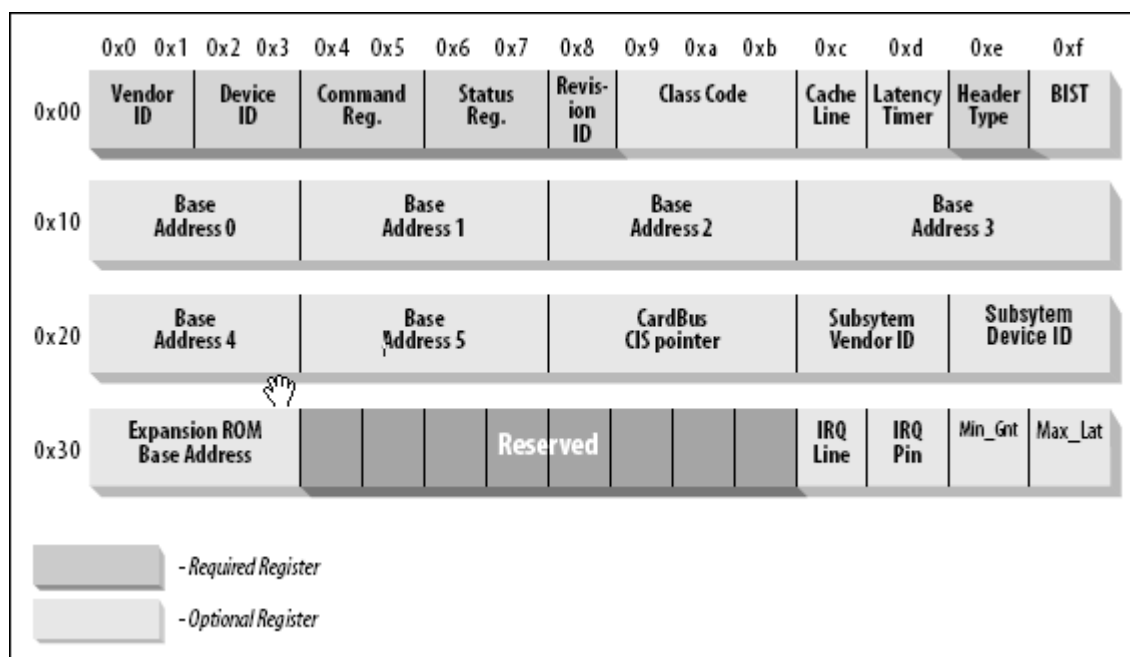 0x0 0x1 0x2 0x3 0x4 0x5 0x6 0x7 0x8 0x9 0xa 0xb 0xc 0xd 0xe 0xf
0x00
Vendor
ID
Device
ID
Command
Reg.
Status
Reg.
Revis-
ion
ID
Class Code
Cache
Line
Latency
Timer
Header
Type
BIST
0x10
Base
Address 0
Base
Address 1
Base
Address 2
Base
Address 3
0x20
Base
Address 4
Base
Address 5
CardBus
CIS pointer
Subsytem
Vendor ID
Subsytem
Device ID
0x30
Expansion ROM
Base Address
Reserved
IRQ
Line
IRQ
Pin
Min_Gnt
Max_Lat
- Required Register
- Optional Register